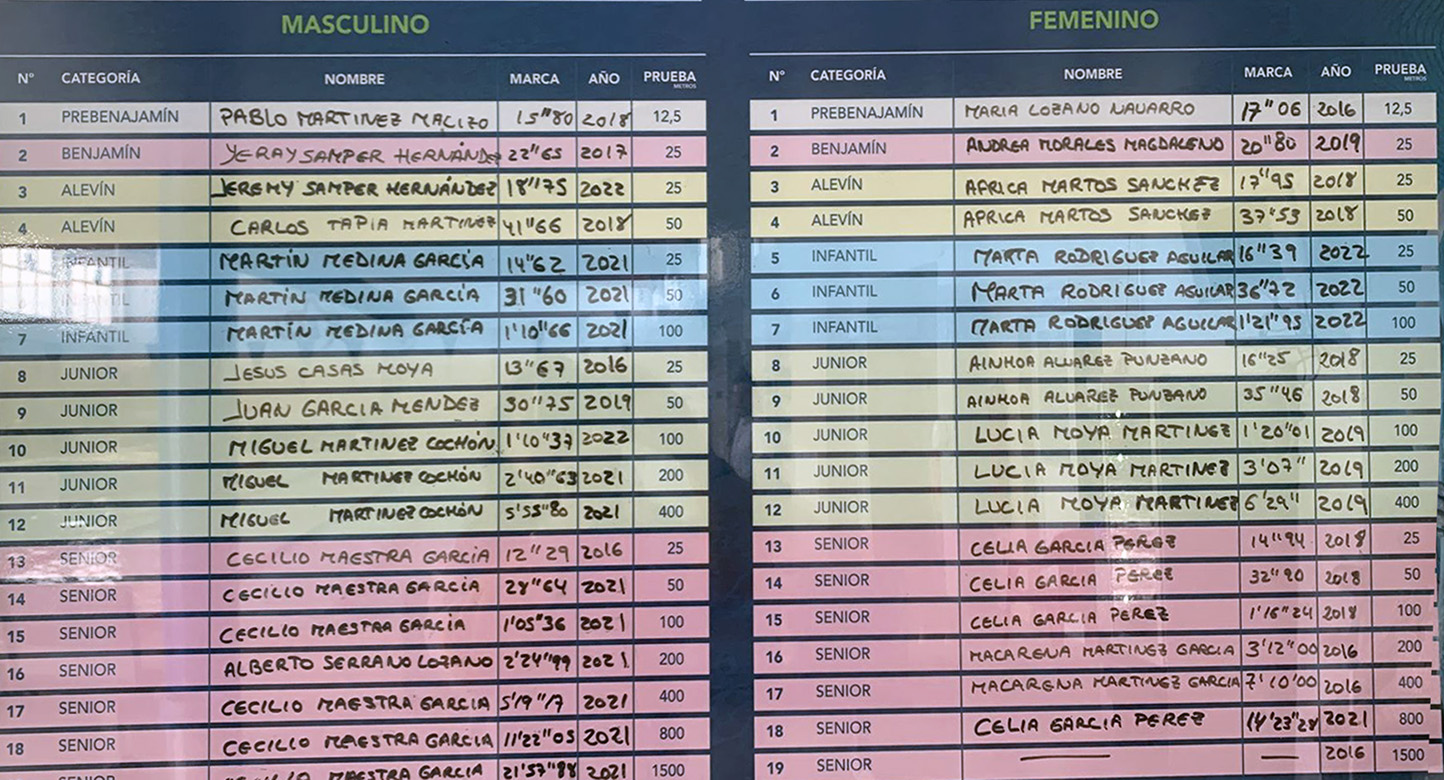 MASCULINO
Nº CATEGORÍA NOMBRE MARCA AÑO PRUEBA METROS
1 PREBENAJAMÍN PABLO MARTINEZ MACIZO 15"80 2018 12,5
2 BENJAMÍN YERAY SAMPER HERNÁNDEZ 22"65 2017 25
3 ALEVÍN JEREMY SAMPER HERNÁNDEZ 18"75 2022 25
4 ALEVÍN CARLOS TAPIA MARTINEZ 41"66 2018 50
INFANTIL MARTÍN MEDINA GARCÍA 14"62 2021 25
6 INFANTIL MARTÍN MEDINA GARCÍA 31"60 2021 50
7 INFANTIL MARTÍN MEDINA GARCÍA 1'10"66 2021 100
8 JUNIOR JESUS CASAS MOYA 13"67 2016 25
9 JUNIOR JUAN GARCIA MENDEZ 30"75 2019 50
10 JUNIOR MIGUEL MARTINEZ COCHÓN 1'10"37 2022 100
11 JUNIOR MIGUEL MARTINEZ COCHÓN 2'40"63 2021 200
12 JUNIOR MIGUEL MARTINEZ COCHÓN 5'55"80 2021 400
13 SENIOR CECILIO MAESTRA GARCÍA 12"29 2016 25
14 SENIOR CECILIO MAESTRA GARCÍA 28"64 2021 50
15 SENIOR CECILIO MAESTRA GARCÍA 1'05"36 2021 100
16 SENIOR ALBERTO SERRANO LOZANO 2'24"99 2021 200
17 SENIOR CECILIO MAESTRA GARCIA 5'19"17 2021 400
18 SENIOR CECILIO MAESTRA GARCÍA 11'22"05 2021 800
MAESTRA GARCÍA 21'57"88 2021 1500
FEMENINO
Nº CATEGORÍA NOMBRE MARCA AÑO PRUEBA METROS
1 PREBENAJAMÍN MARIA LOZANO NAVARRO 17"06 2016 12,5
2 BENJAMÍN ANDREA MORALES MAGDALENO 20"80 2019 25
3 ALEVÍN AFRICA MARTOS SANCHEZ 17"95 2018 25
4 ALEVÍN AFRICA MARTOS SANCHEZ 37"53 2018 50
5 INFANTIL MARTA RODRIGUEZ AGUILAR 16"39 2022 25
6 INFANTIL MARTA RODRIGUEZ AGUILAR 36"72 2022 50
7 INFANTIL MARTA RODRIGUEZ AGUILAR 1'21"95 2022 100
8 JUNIOR AINHOA ALVAREZ PUNZANO 16"25 2018 25
9 JUNIOR AINHOA ALVAREZ PUNZANO 35"46 2018 50
10 JUNIOR LUCIA MOYA MARTINEZ 1'20"01 2019 100
11 JUNIOR LUCIA MOYA MARTINEZ 3'07" 2019 200
12 JUNIOR LUCIA MOYA MARTINEZ 6'29" 2019 400
13 SENIOR CELIA GARCIA PEREZ 14"94 2018 25
14 SENIOR CELIA GARCIA PEREZ 32"90 2018 50
15 SENIOR CELIA GARCIA PEREZ 1'16"24 2018 100
16 SENIOR MACARENA MARTINEZ GARCIA 3'12"00 2016 200
17 SENIOR MACARENA MARTINEZ GARCIA 7'10'00 2016 400
18 SENIOR CELIA GARCIA PEREZ 14'23"28 2021 800
19 SENIOR — — 2016 1500